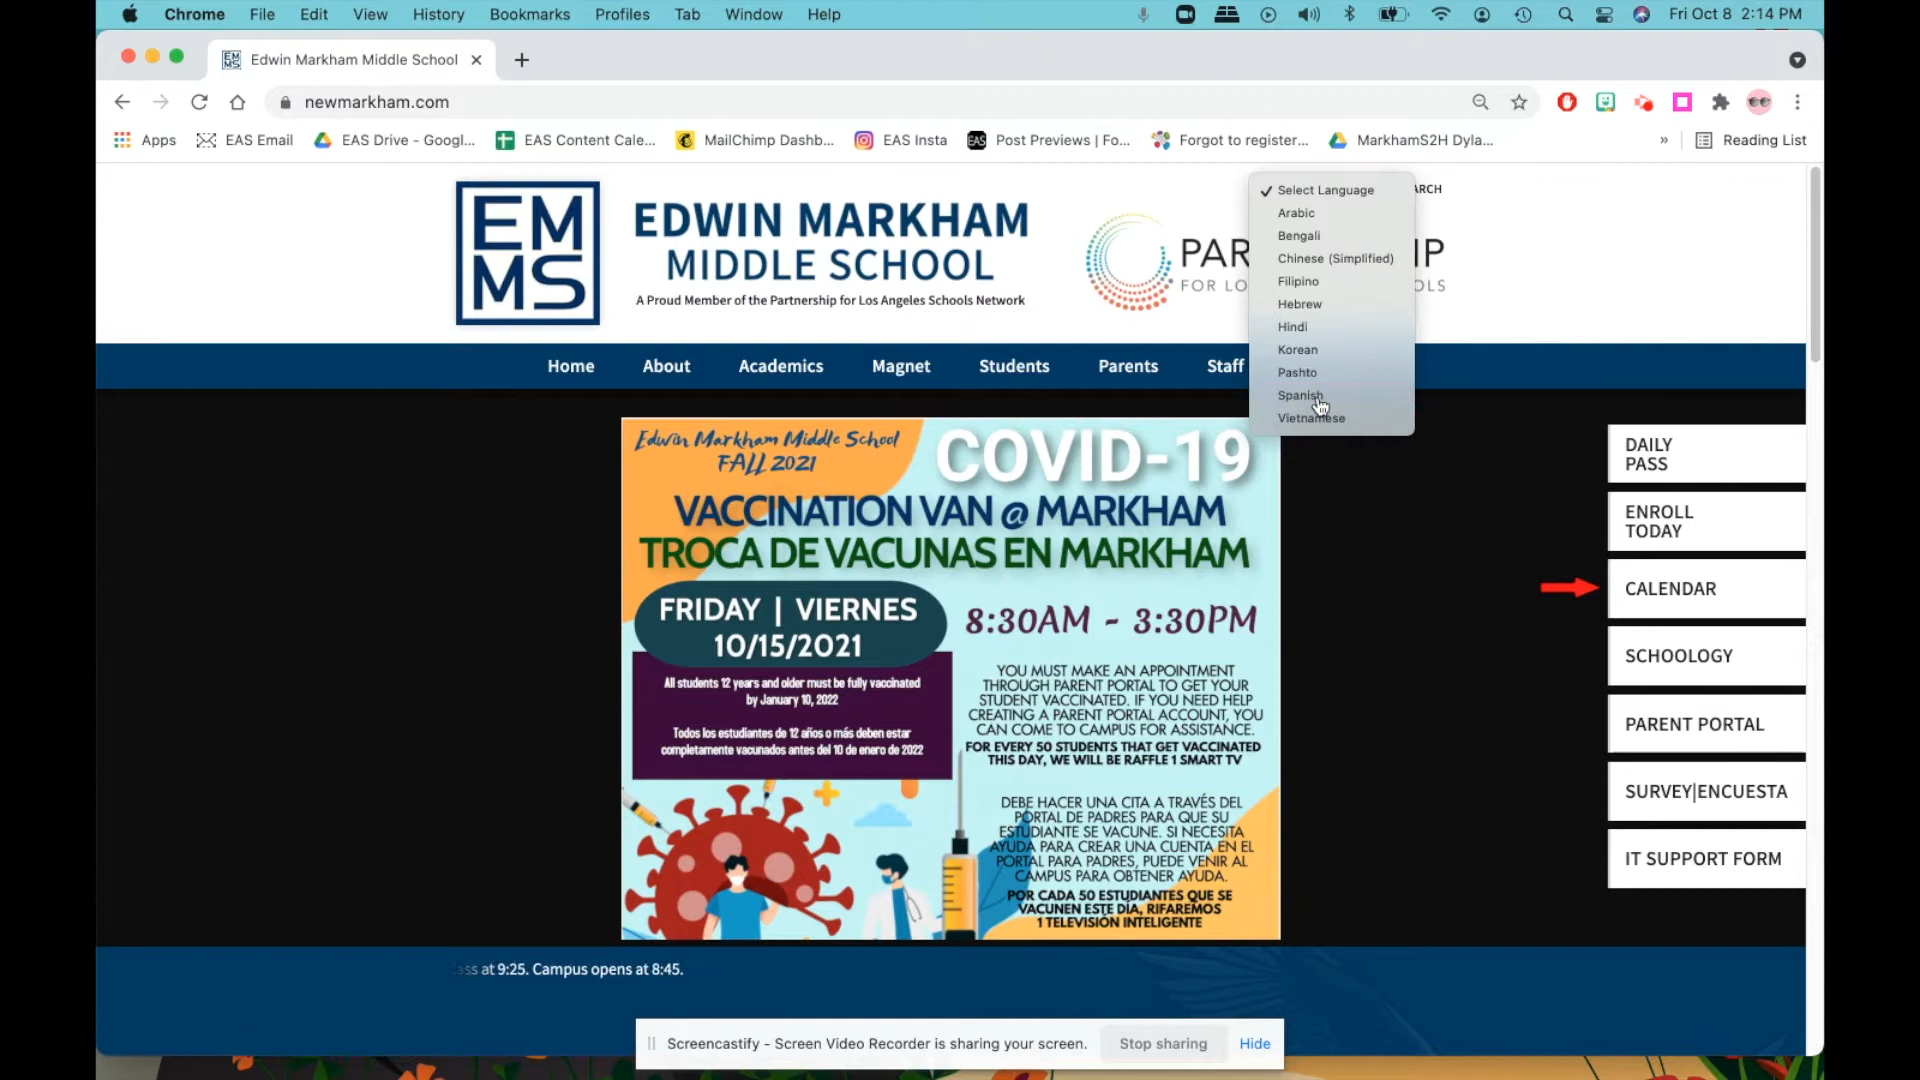 Chrome File Edit View History Bookmarks Profiles Tab Window Help Fri Oct 8 2:14 PM
Edwin Markham Middle School
newmarkham.com
Apps EAS Email EAS Drive - Googl... EAS Content Cale... MailChimp Dashb... EAS Insta Post Previews | Fo... Forgot to register... MarkhamS2H Dyla... » Reading List
EM
MS
EDWIN MARKHAM
MIDDLE SCHOOL
A Proud Member of the Partnership for Los Angeles Schools Network
PAR IP
FOR LO OLS
ARCH
Select Language
Arabic
Bengali
Chinese (Simplified)
Filipino
Hebrew
Hindi
Korean
Pashto
Spanish
Vietnamese
Home About Academics Magnet Students Parents Staff
Edwin Markham Middle School
FALL 2021
COVID-19
VACCINATION VAN @ MARKHAM
TROCA DE VACUNAS EN MARKHAM
FRIDAY | VIERNES
10/15/2021
8:30AM - 3:30PM
All students 12 years and older must be fully vaccinated
by January 10, 2022
Todos los estudiantes de 12 años o más deben estar
completamente vacunados antes del 10 de enero de 2022
YOU MUST MAKE AN APPOINTMENT
THROUGH PARENT PORTAL TO GET YOUR
STUDENT VACCINATED. IF YOU NEED HELP
CREATING A PARENT PORTAL ACCOUNT, YOU
CAN COME TO CAMPUS FOR ASSISTANCE.
FOR EVERY 50 STUDENTS THAT GET VACCINATED
THIS DAY, WE WILL BE RAFFLE 1 SMART TV
DEBE HACER UNA CITA A TRAVÉS DEL
PORTAL DE PADRES PARA QUE SU
ESTUDIANTE SE VACUNE. SI NECESITA
AYUDA PARA CREAR UNA CUENTA EN EL
PORTAL PARA PADRES, PUEDE VENIR AL
CAMPUS PARA OBTENER AYUDA.
POR CADA 50 ESTUDIANTES QUE SE
VACUNEN ESTE DÍA, RIFAREMOS
1 TELEVISIÓN INTELIGENTE
DAILY
PASS
ENROLL
TODAY
CALENDAR
SCHOOLOGY
PARENT PORTAL
SURVEY|ENCUESTA
IT SUPPORT FORM
ass at 9:25. Campus opens at 8:45.
Screencastify - Screen Video Recorder is sharing your screen. Stop sharing Hide